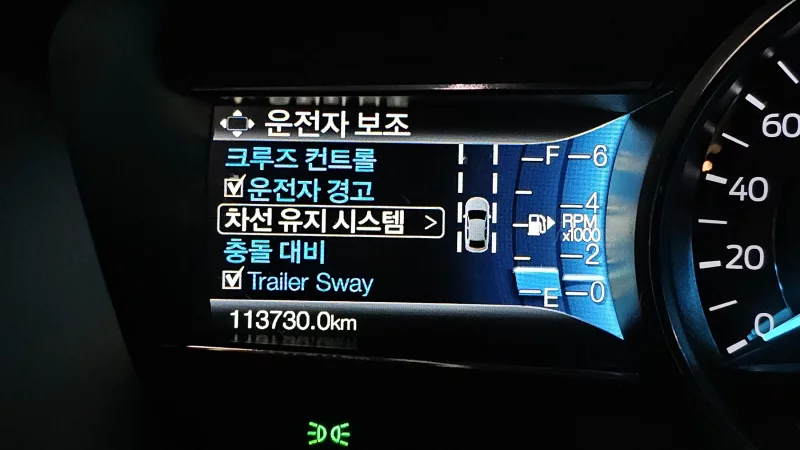 운전자 보조
크루즈 컨트롤
운전자 경고
차선 유지 시스템 >
충돌 대비
Trailer Sway
113730.0km
F
E
6
4
RPM
x1000
2
0
60
40
20
0